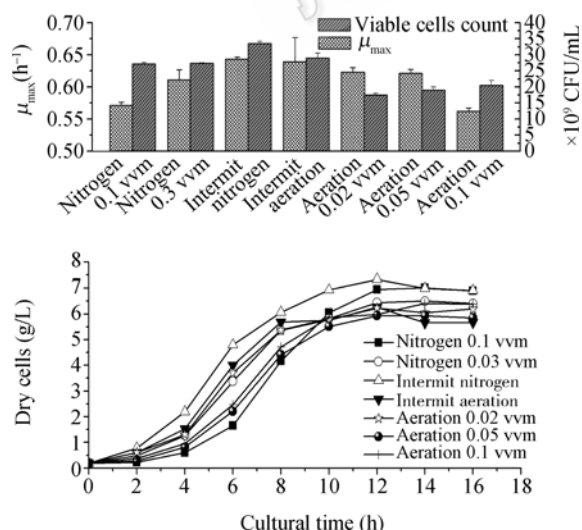 Viable cells count
μmax
0.70
0.65
0.60
0.55
0.50
μmax(h⁻¹)
40
35
30
25
20
15
10
5
0
×10⁹ CFU/mL
Nitrogen
0.1 vvm
Nitrogen
0.3 vvm
Intermit
nitrogen
Intermit
aeration
Aeration
0.02 vvm
Aeration
0.05 vvm
Aeration
0.1 vvm
8
7
6
5
4
3
2
1
0
Dry cells (g/L)
Nitrogen 0.1 vvm
Nitrogen 0.03 vvm
Intermit nitrogen
Intermit aeration
Aeration 0.02 vvm
Aeration 0.05 vvm
Aeration 0.1 vvm
0 2 4 6 8 10 12 14 16 18
Cultural time (h)